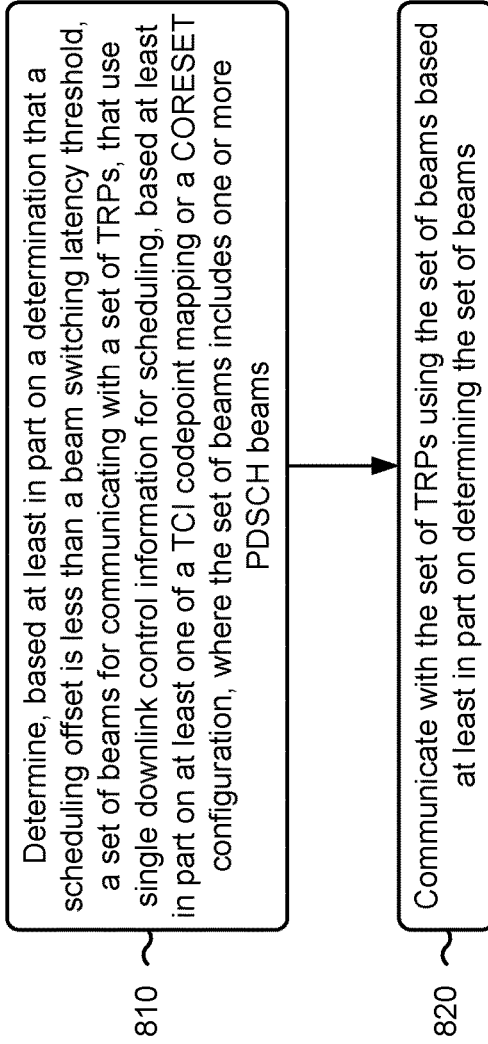 810
Determine, based at least in part on a determination that a
scheduling offset is less than a beam switching latency threshold,
a set of beams for communicating with a set of TRPs, that use
single downlink control information for scheduling, based at least
in part on at least one of a TCI codepoint mapping or a CORESET
configuration, where the set of beams includes one or more
PDSCH beams
820
Communicate with the set of TRPs using the set of beams based
at least in part on determining the set of beams